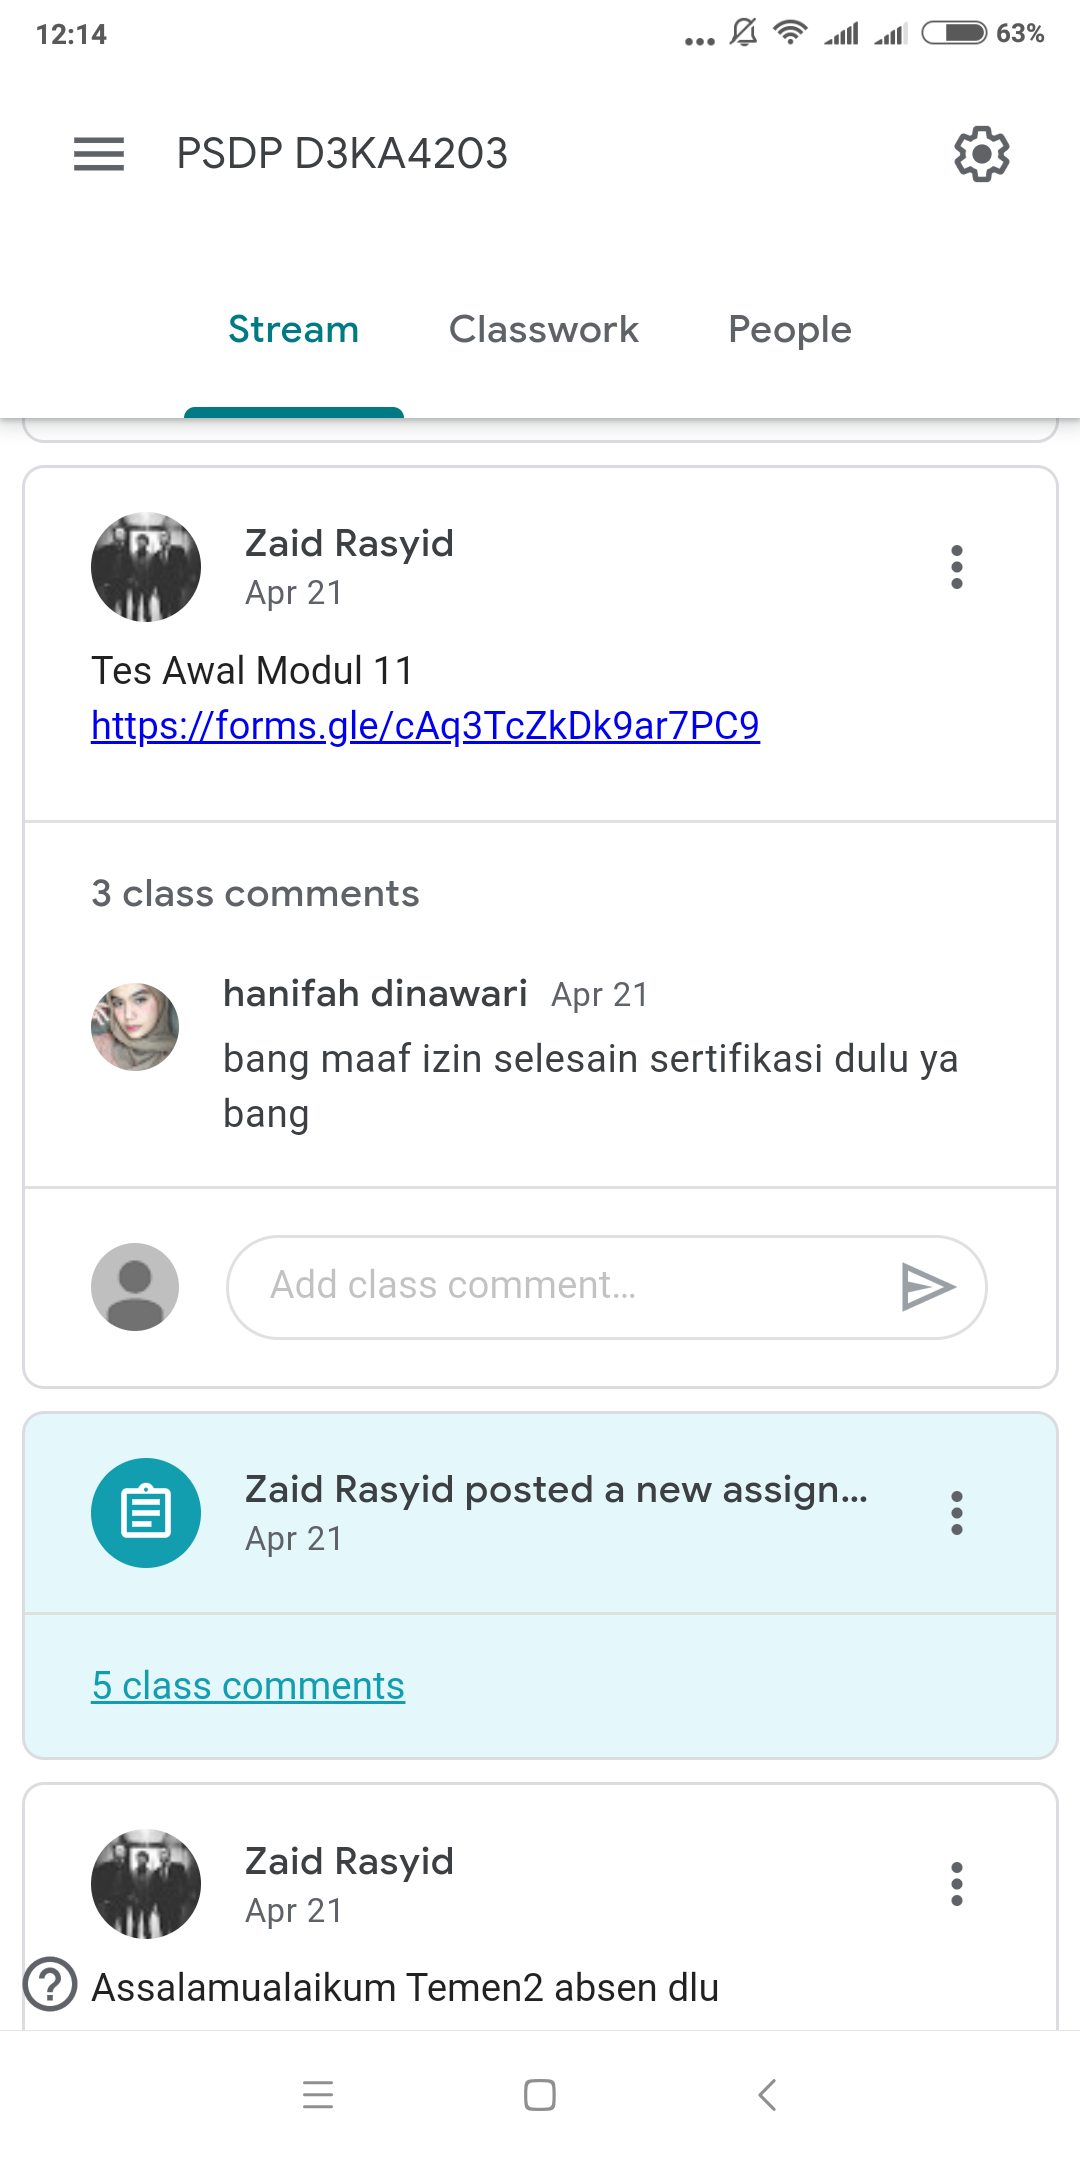 12:14
63%
PSDP D3KA4203
Stream
Classwork
People
Zaid Rasyid
Apr 21
Tes Awal Modul 11
https://forms.gle/cAq3TcZkDk9ar7PC9
3 class comments
hanifah dinawari Apr 21
bang maaf izin selesain sertifikasi dulu ya
bang
Add class comment...
Zaid Rasyid posted a new assign...
Apr 21
5 class comments
Zaid Rasyid
Apr 21
Assalamualaikum Temen2 absen dlu